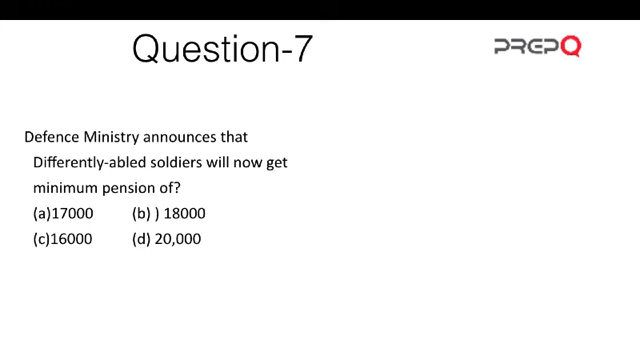 Question-7
PREPQ
Defence Ministry announces that
Differently-abled soldiers will now get
minimum pension of?
(a)17000 (b) ) 18000
(c)16000 (d) 20,000